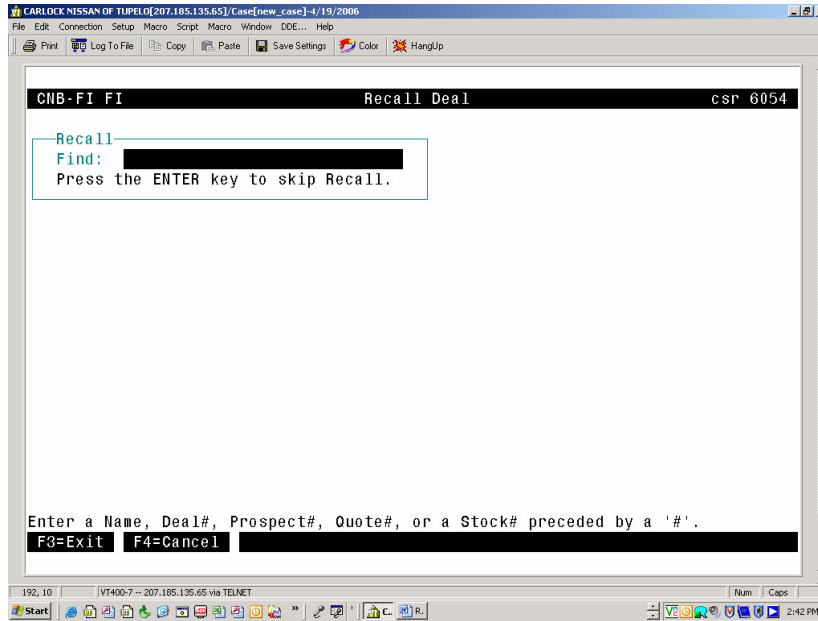 CARLOCK NISSAN OF TUPELO[207.185.135.65]/Case[new_case]-4/19/2006
File Edit Connection Setup Macro Script Macro Window DDE... Help
Print Log To File Copy Paste Save Settings Color HangUp
CNB-FI FI Recall Deal csr 6054
Recall
Find:
Press the ENTER key to skip Recall.
Enter a Name, Deal#, Prospect#, Quote#, or a Stock# preceded by a '#'.
F3=Exit F4=Cancel
192, 10 VT400-7 -- 207.185.135.65 via TELNET Num Caps
Start » C.. R. V2 2:42 PM